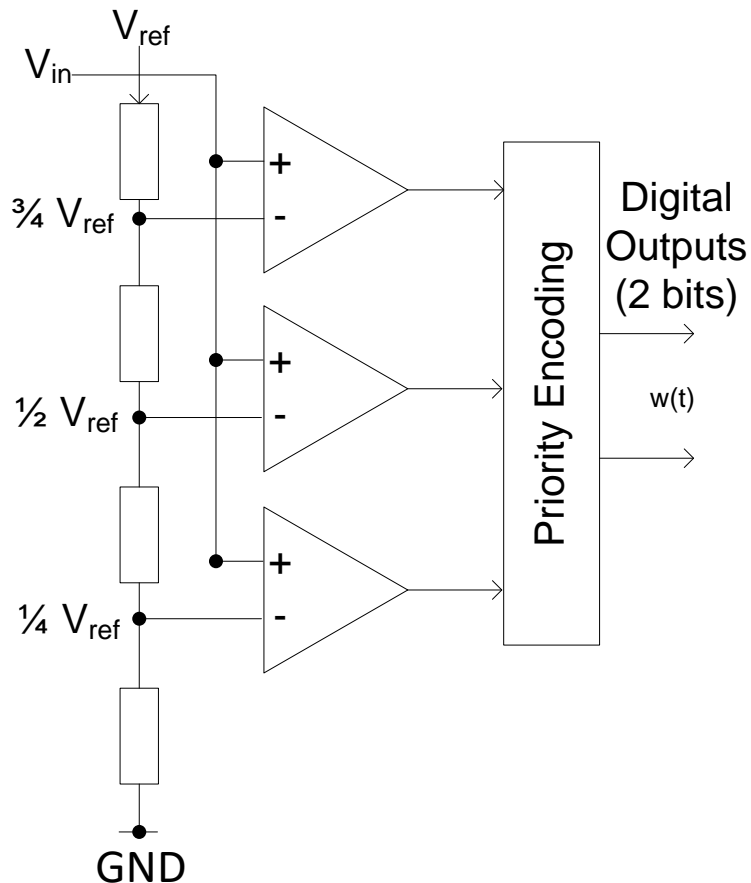 V_ref
V_in
+
-
¾ V_ref
+
-
½ V_ref
+
-
¼ V_ref
GND
Priority Encoding
Digital
Outputs
(2 bits)
w(t)